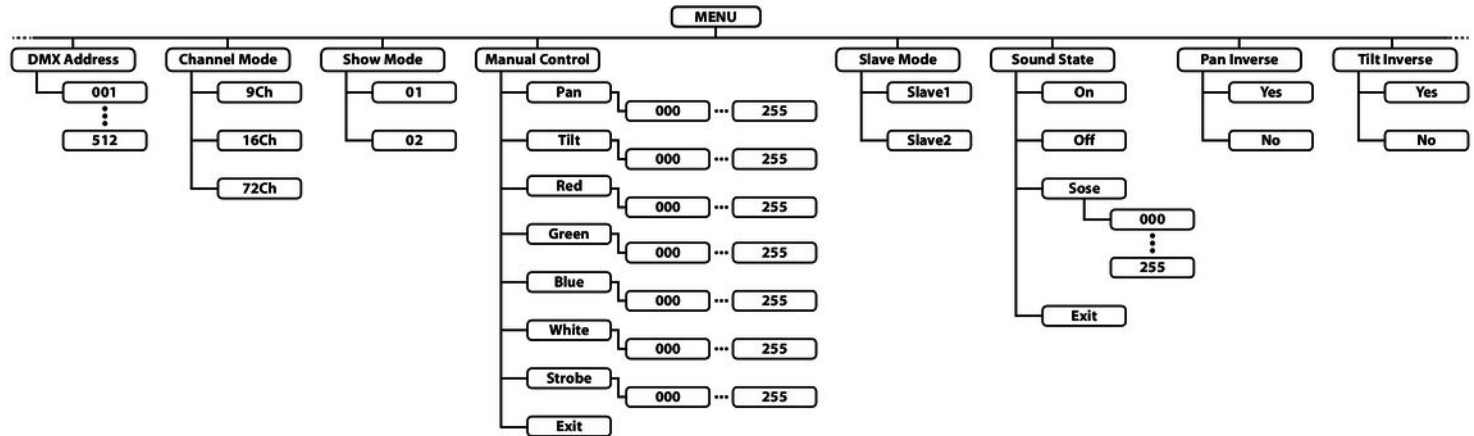 MENU
DMX Address Channel Mode Show Mode Manual Control Slave Mode Sound State Pan Inverse Tilt Inverse
001 9Ch 01 Pan Slave1 On Yes Yes
000 ... 255
512 16Ch 02 Tilt Slave2 Off No No
000 ... 255
72Ch Red Sose
000 ... 255 000
Green
000 ... 255 255
Blue
000 ... 255 Exit
White
000 ... 255
Strobe
000 ... 255
Exit